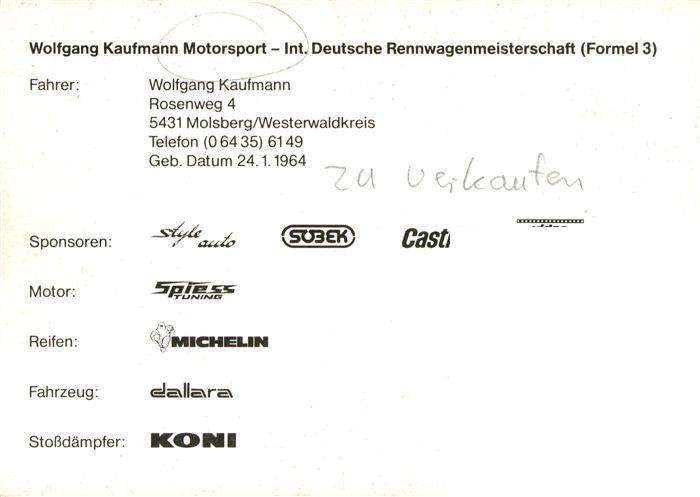 Wolfgang Kaufmann Motorsport – Int. Deutsche Rennwagenmeisterschaft (Formel 3)
Fahrer: Wolfgang Kaufmann
Rosenweg 4
5431 Molsberg/Westerwaldkreis
Telefon (0 64 35) 61 49
Geb. Datum 24. 1. 1964
zu verkaufen
Sponsoren: style auto SOBEK Cast
Motor: Spiess TUNING
Reifen: MICHELIN
Fahrzeug: dallara
Stoßdämpfer: KONI